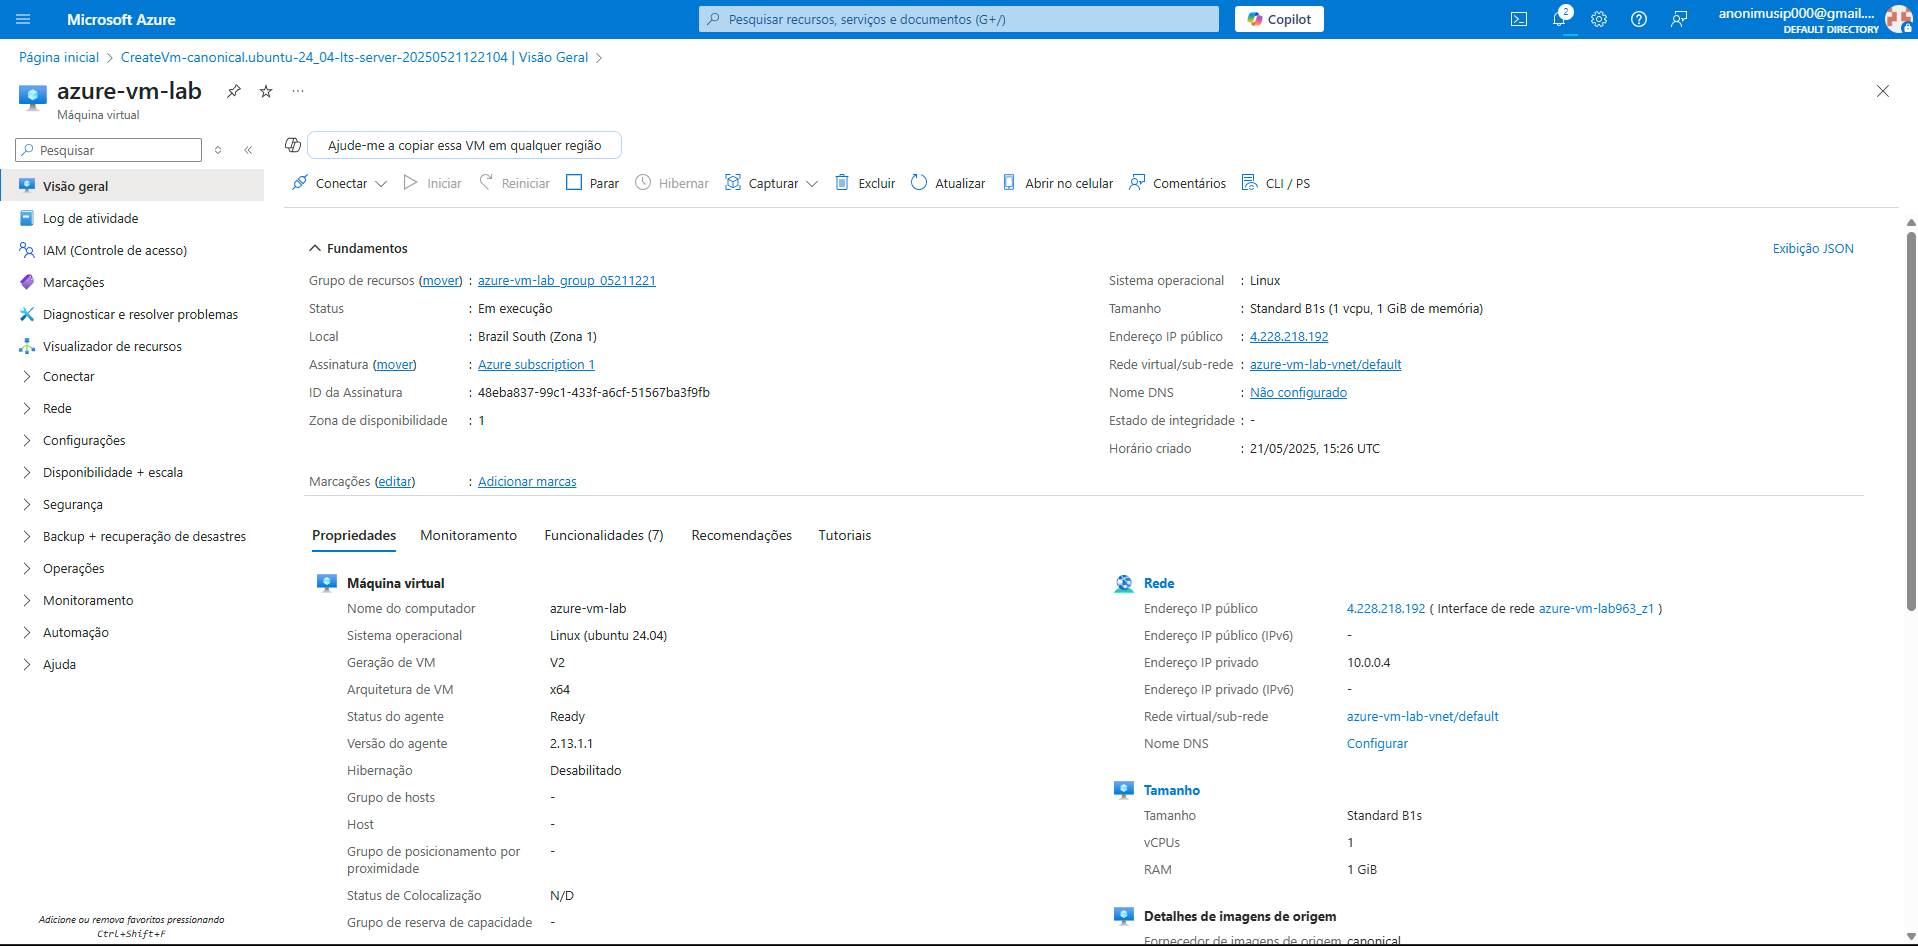 Microsoft Azure
Pesquisar recursos, serviços e documentos (G+/)
Copilot
2
anonimusip000@gmail....
DEFAULT DIRECTORY
Página inicial > CreateVm-canonical.ubuntu-24_04-lts-server-20250521122104 | Visão Geral >
azure-vm-lab
...
Máquina virtual
Pesquisar
Ajude-me a copiar essa VM em qualquer região
Visão geral
Log de atividade
IAM (Controle de acesso)
Marcações
Diagnosticar e resolver problemas
Visualizador de recursos
Conectar
Rede
Configurações
Disponibilidade + escala
Segurança
Backup + recuperação de desastres
Operações
Monitoramento
Automação
Ajuda
Adicione ou remova favoritos pressionando
Ctrl+Shift+F
Conectar Iniciar Reiniciar Parar Hibernar Capturar Excluir Atualizar Abrir no celular Comentários CLI / PS
Fundamentos
Exibição JSON
Grupo de recursos (mover) : azure-vm-lab_group_05211221
Status : Em execução
Local : Brazil South (Zona 1)
Assinatura (mover) : Azure subscription 1
ID da Assinatura : 48eba837-99c1-433f-a6cf-51567ba3f9fb
Zona de disponibilidade : 1
Sistema operacional : Linux
Tamanho : Standard B1s (1 vcpu, 1 GiB de memória)
Endereço IP público : 4.228.218.192
Rede virtual/sub-rede : azure-vm-lab-vnet/default
Nome DNS : Não configurado
Estado de integridade : -
Horário criado : 21/05/2025, 15:26 UTC
Marcações (editar) : Adicionar marcas
Propriedades Monitoramento Funcionalidades (7) Recomendações Tutoriais
Máquina virtual
Nome do computador azure-vm-lab
Sistema operacional Linux (ubuntu 24.04)
Geração de VM V2
Arquitetura de VM x64
Status do agente Ready
Versão do agente 2.13.1.1
Hibernação Desabilitado
Grupo de hosts -
Host -
Grupo de posicionamento por -
proximidade
Status de Colocalização N/D
Grupo de reserva de capacidade -
Rede
Endereço IP público 4.228.218.192 ( Interface de rede azure-vm-lab963_z1 )
Endereço IP público (IPv6) -
Endereço IP privado 10.0.0.4
Endereço IP privado (IPv6) -
Rede virtual/sub-rede azure-vm-lab-vnet/default
Nome DNS Configurar
Tamanho
Tamanho Standard B1s
vCPUs 1
RAM 1 GiB
Detalhes de imagens de origem
Fornecedor de imagens de origem canonical